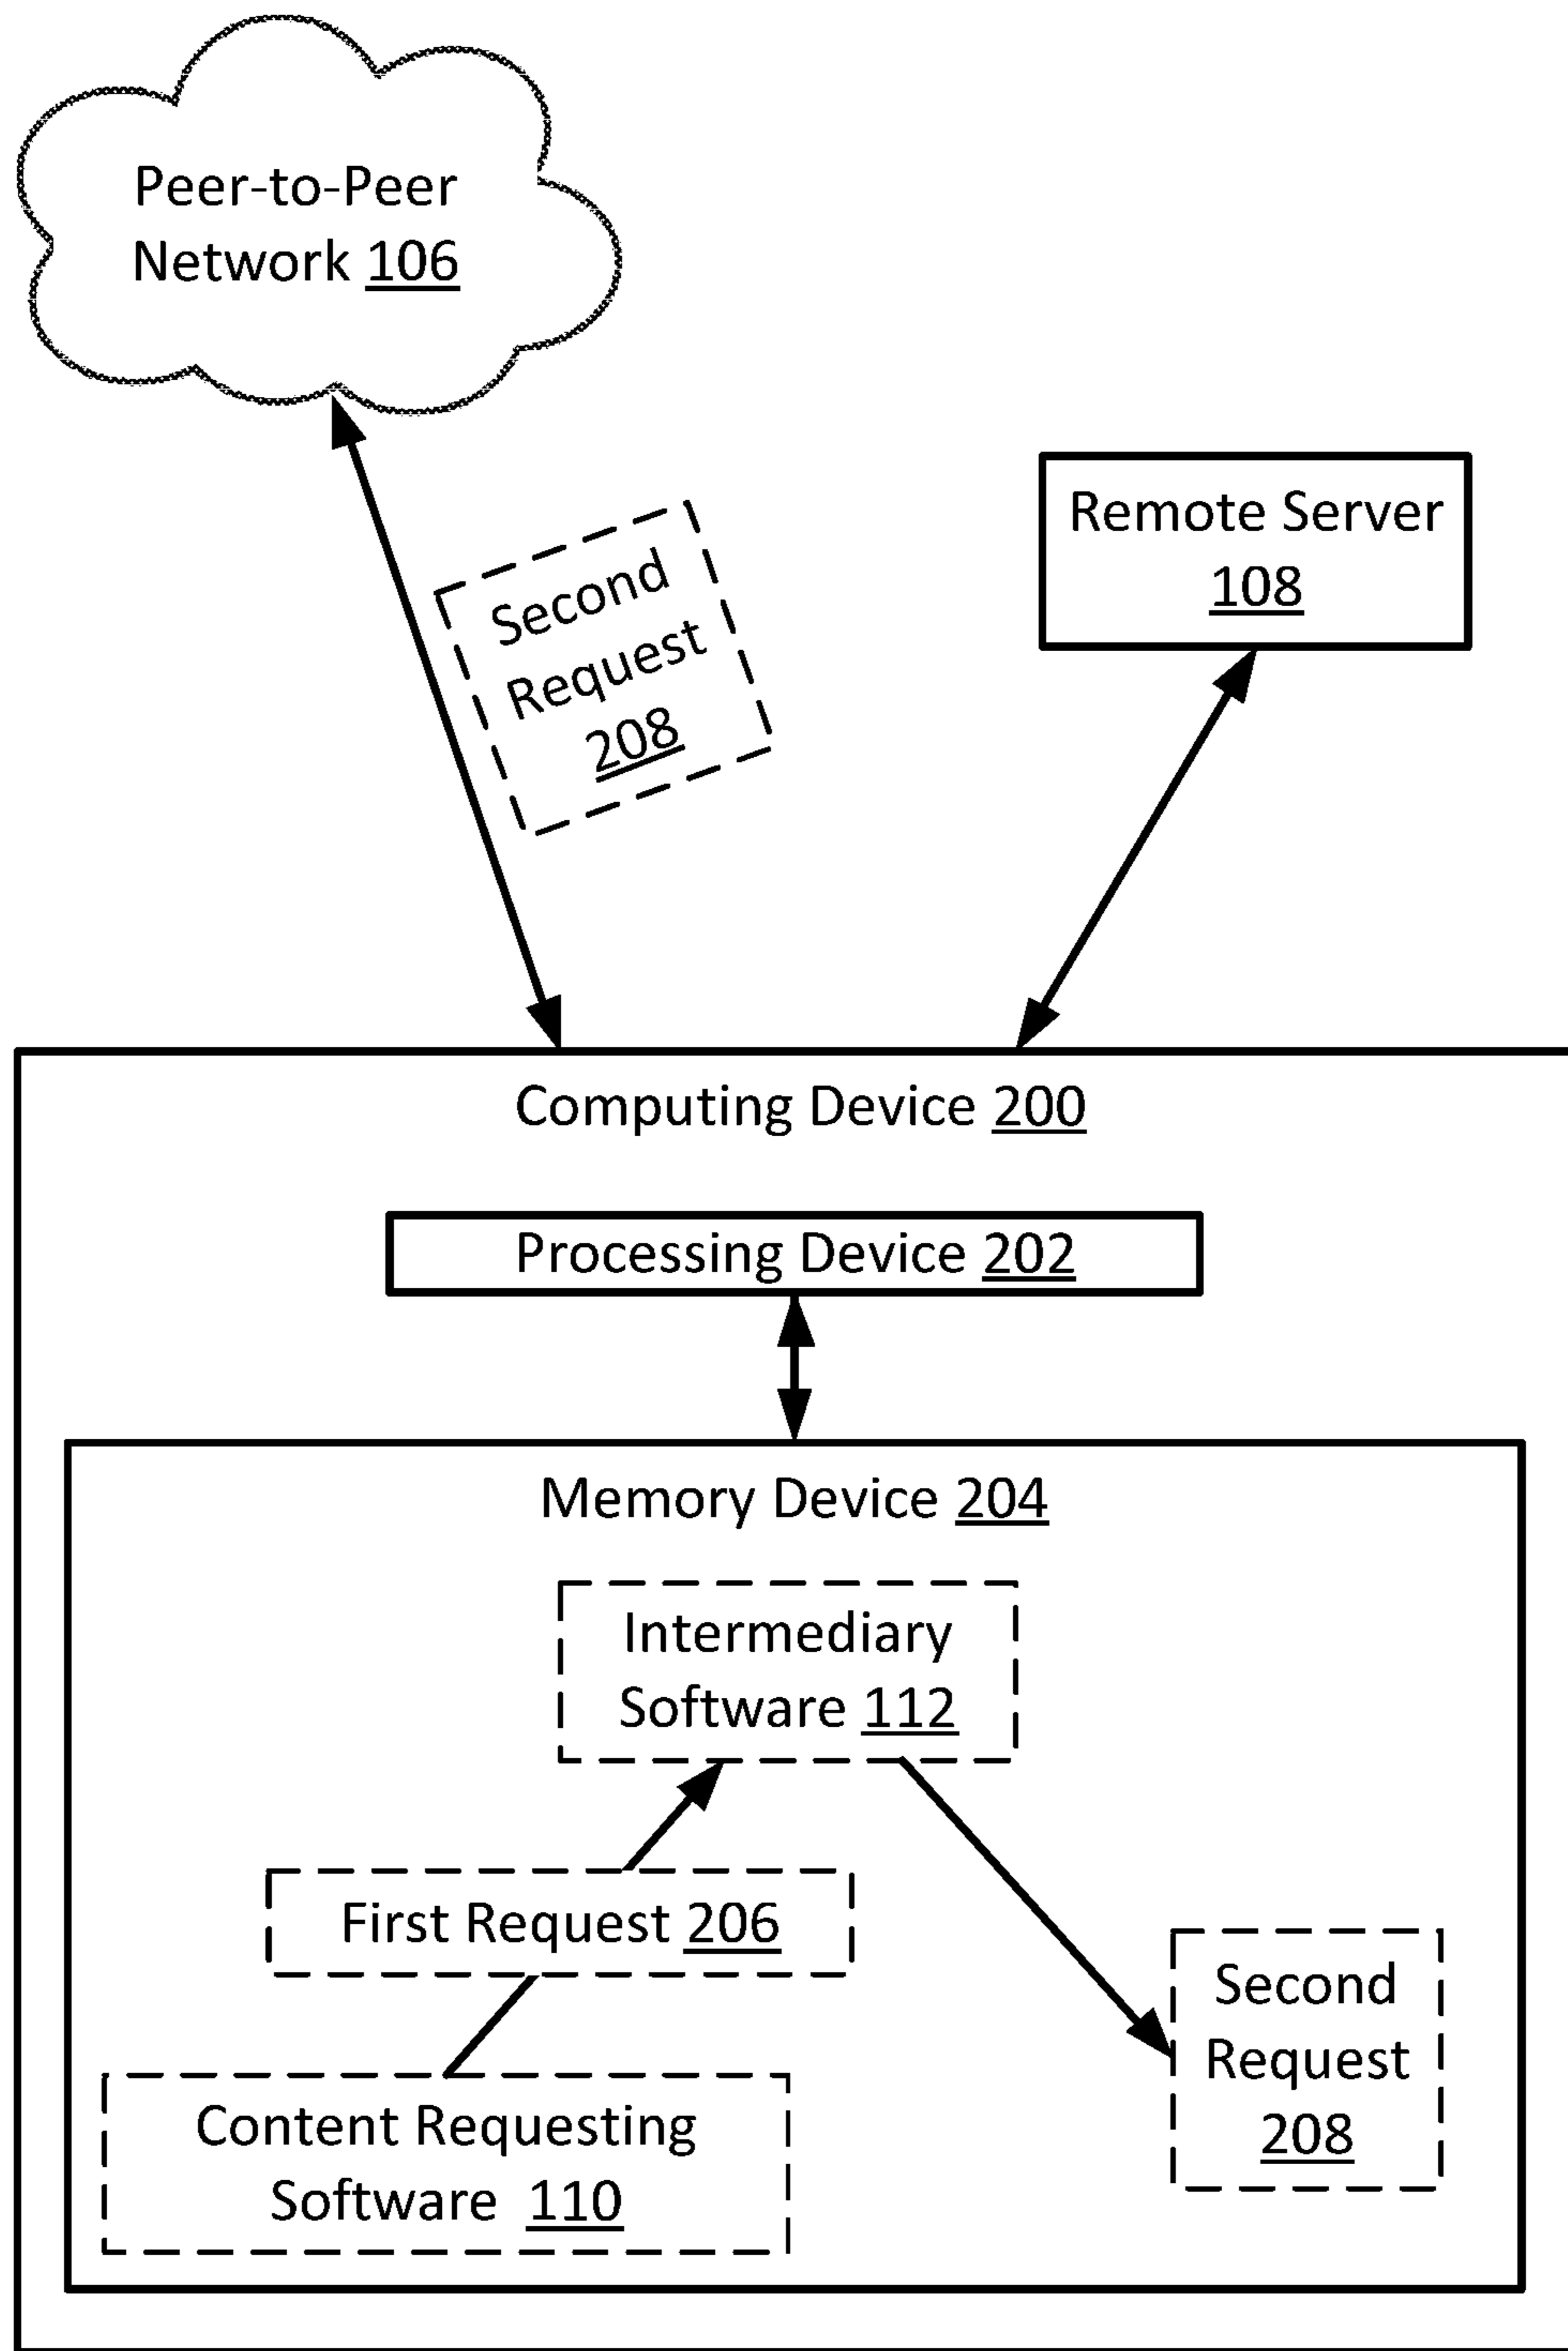 Peer-to-Peer
Network 106
Remote Server
108
Second
Request
208
Computing Device 200
Processing Device 202
Memory Device 204
Intermediary
Software 112
First Request 206
Second
Request
208
Content Requesting
Software 110